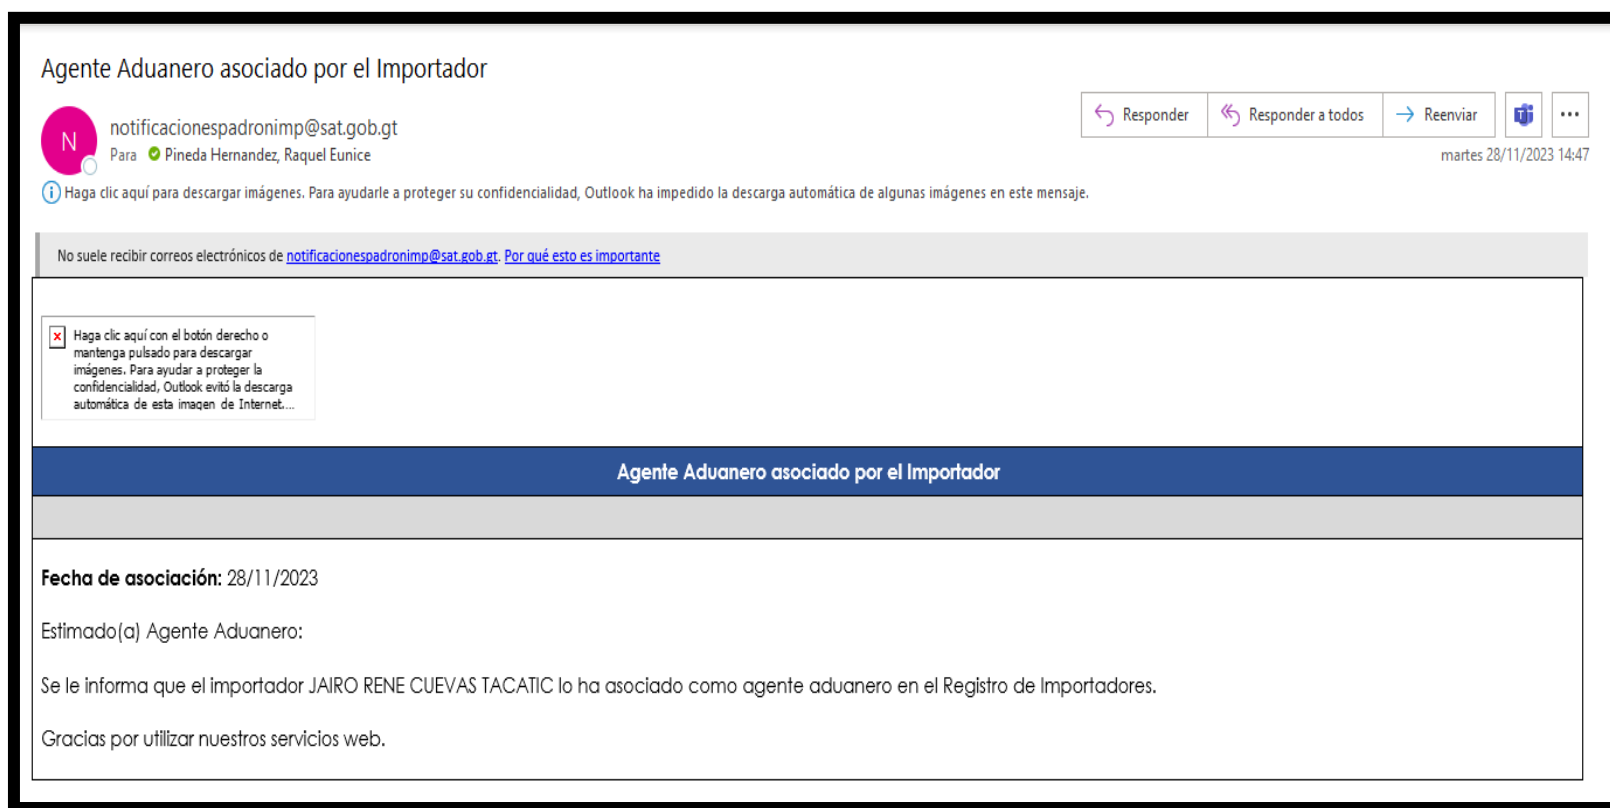 Agente Aduanero asociado por el Importador
N
notificacionespadronimp@sat.gob.gt
Para Pineda Hernandez, Raquel Eunice
Responder
Responder a todos
Reenviar
martes 28/11/2023 14:47
Haga clic aquí para descargar imágenes. Para ayudarle a proteger su confidencialidad, Outlook ha impedido la descarga automática de algunas imágenes en este mensaje.
No suele recibir correos electrónicos de notificacionespadronimp@sat.gob.gt. Por qué esto es importante
Haga clic aquí con el botón derecho o
mantenga pulsado para descargar
imágenes. Para ayudar a proteger la
confidencialidad, Outlook evitó la descarga
automática de esta imagen de Internet....
Agente Aduanero asociado por el Importador
Fecha de asociación: 28/11/2023
Estimado(a) Agente Aduanero:
Se le informa que el importador JAIRO RENE CUEVAS TACATIC lo ha asociado como agente aduanero en el Registro de Importadores.
Gracias por utilizar nuestros servicios web.